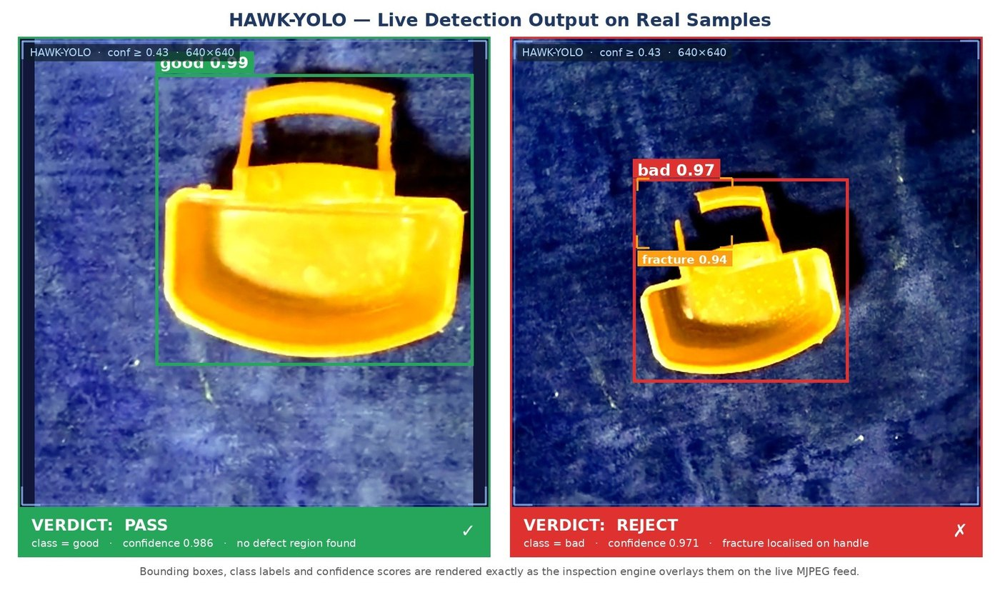 HAWK-YOLO — Live Detection Output on Real Samples
HAWK-YOLO · conf ≥ 0.43 · 640×640
good 0.99
VERDICT: PASS
✓
class = good · confidence 0.986 · no defect region found
HAWK-YOLO · conf ≥ 0.43 · 640×640
bad 0.97
fracture 0.94
VERDICT: REJECT
✗
class = bad · confidence 0.971 · fracture localised on handle
Bounding boxes, class labels and confidence scores are rendered exactly as the inspection engine overlays them on the live MJPEG feed.